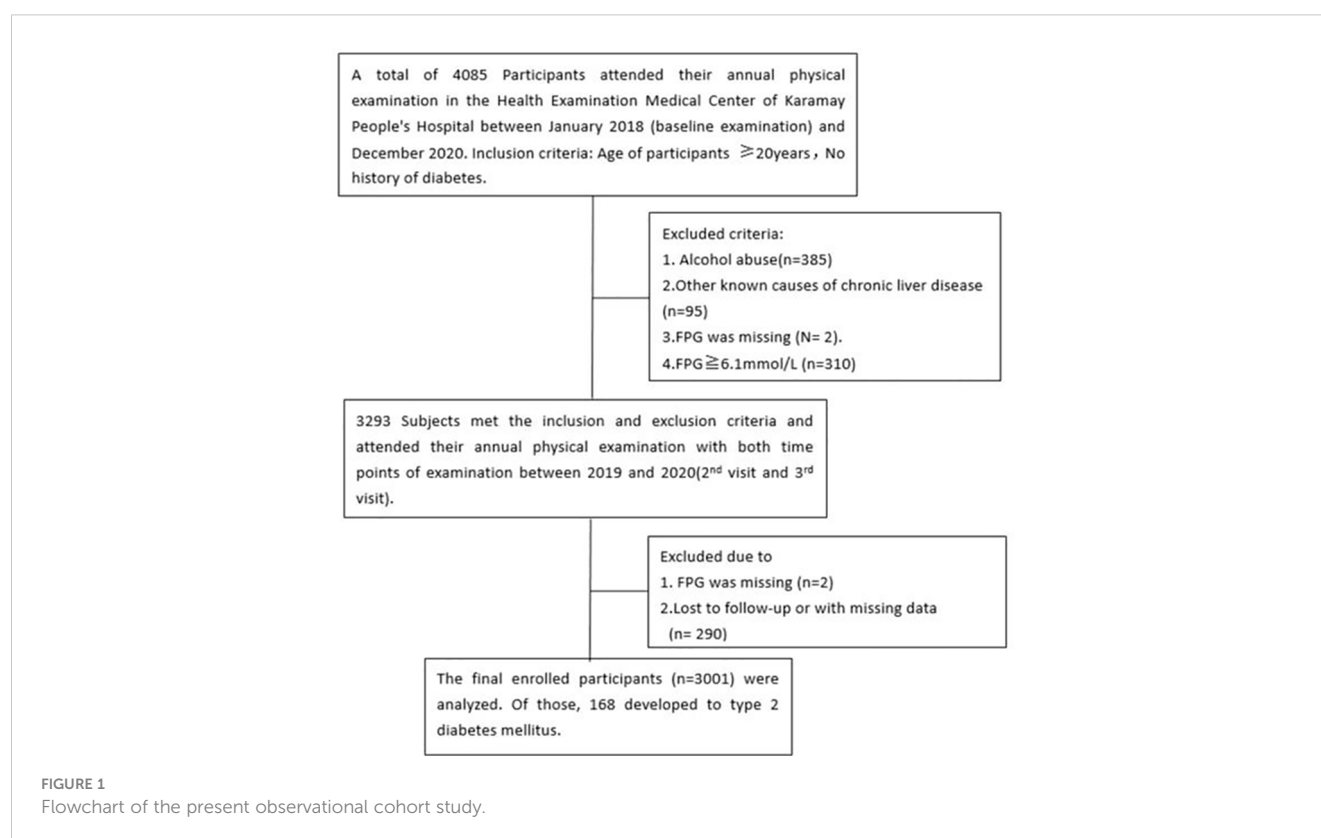 A total of 4085 Participants attended their annual physical
examination in the Health Examination Medical Center of Karamay
People's Hospital between January 2018 (baseline examination) and
December 2020. Inclusion criteria: Age of participants ≥20years，No
history of diabetes.
Excluded criteria:
1. Alcohol abuse(n=385)
2.Other known causes of chronic liver disease
(n=95)
3.FPG was missing (N= 2).
4.FPG≧6.1mmol/L (n=310)
3293 Subjects met the inclusion and exclusion criteria and
attended their annual physical examination with both time
points of examination between 2019 and 2020(2nd visit and 3rd
visit).
Excluded due to
1. FPG was missing (n=2)
2.Lost to follow-up or with missing data
(n= 290)
The final enrolled participants (n=3001) were
analyzed. Of those, 168 developed to type 2
diabetes mellitus.
FIGURE 1
Flowchart of the present observational cohort study.